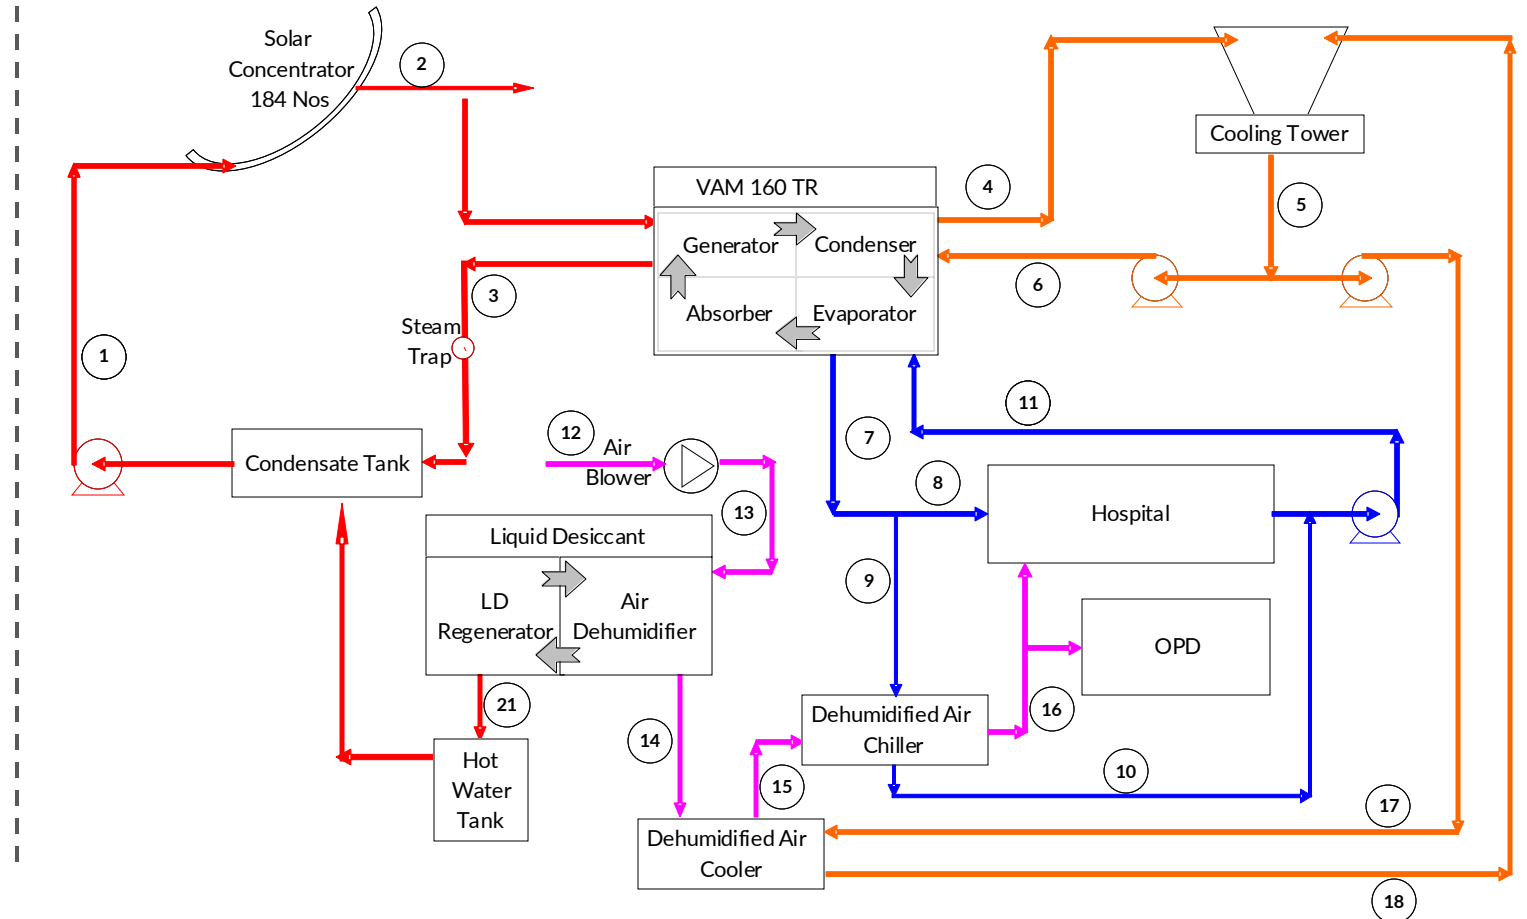 Solar
Concentrator
184 Nos
2
Cooling Tower
VAM 160 TR
4
5
Generator
Condenser
6
3
Absorber
Evaporator
Steam
Trap
1
11
12
Air
Blower
7
Condensate Tank
8
13
Hospital
Liquid Desiccant
9
LD
Regenerator
Air
Dehumidifier
OPD
21
14
16
Dehumidified Air
Chiller
Hot
Water
Tank
15
10
17
Dehumidified Air
Cooler
18